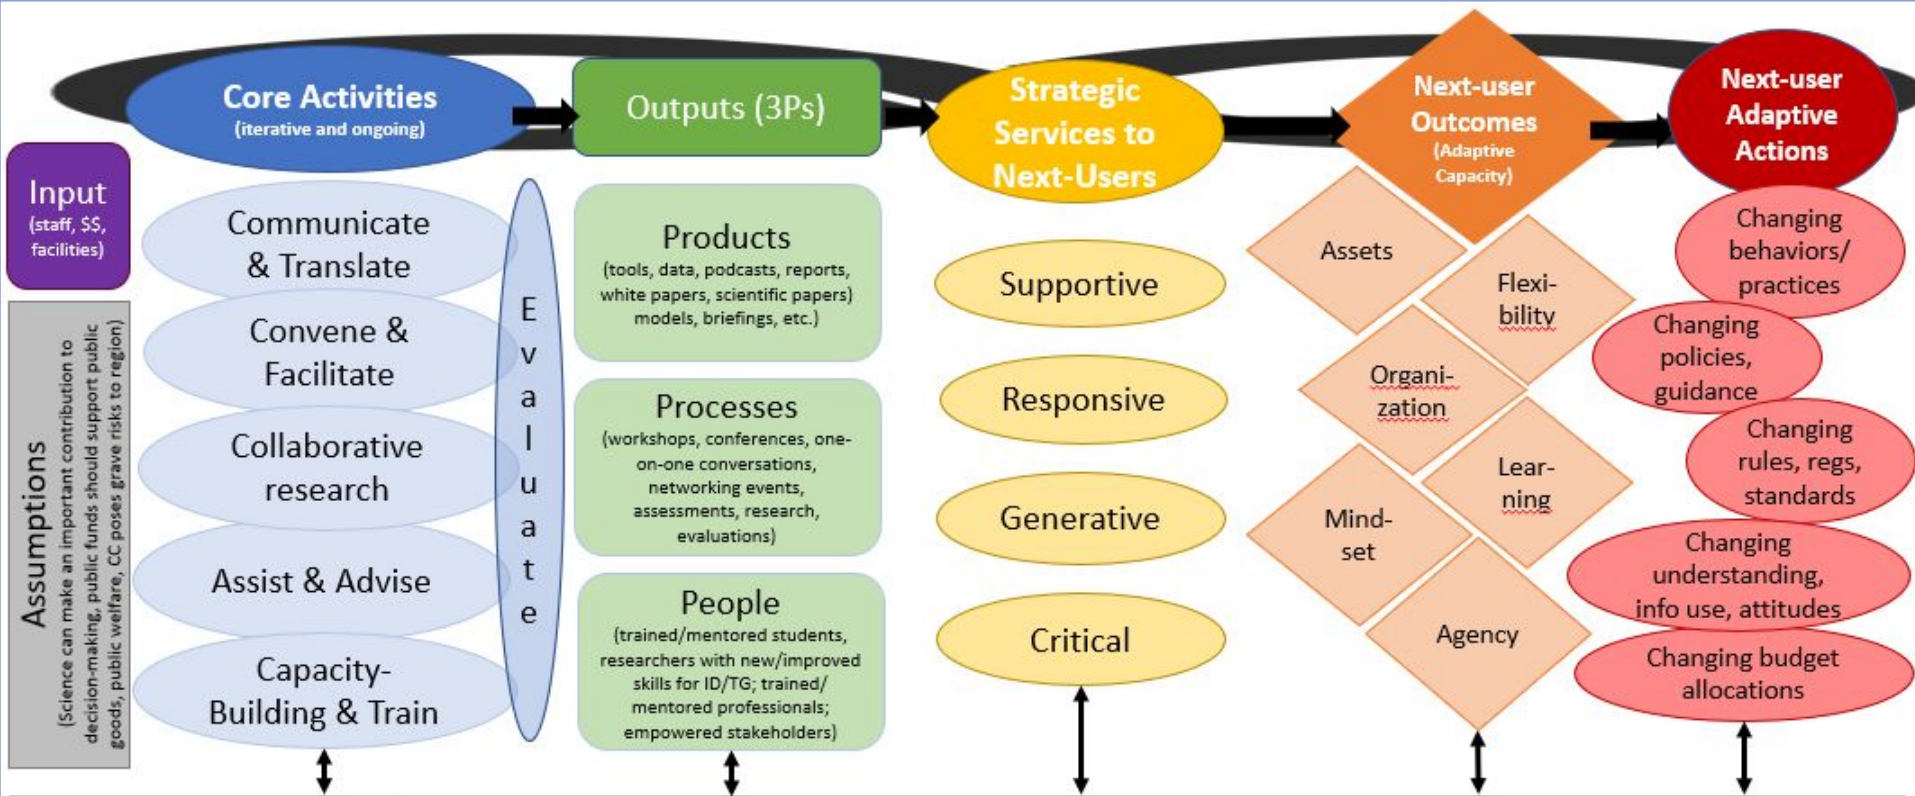 Core Activities
(iterative and ongoing)
Outputs (3Ps)
Strategic
Services to
Next-Users
Next-user
Outcomes
(Adaptive
Capacity)
Next-user
Adaptive
Actions
Input
(staff, $$,
facilities)
Assumptions
(Science can make an important contribution to
decision-making, public funds should support public
goods, public welfare, CC poses grave risks to region)
Communicate
& Translate
Convene &
Facilitate
Collaborative
research
Assist & Advise
Capacity-
Building & Train
E
v
a
l
u
a
t
e
Products
(tools, data, podcasts, reports,
white papers, scientific papers)
models, briefings, etc.)
Processes
(workshops, conferences, one-
on-one conversations,
networking events,
assessments, research,
evaluations)
People
(trained/mentored students,
researchers with new/improved
skills for ID/TG; trained/
mentored professionals;
empowered stakeholders)
Supportive
Responsive
Generative
Critical
Assets
Flexi-
bility
Organi-
zation
Lear-
ning
Mind-
set
Agency
Changing
behaviors/
practices
Changing
policies,
guidance
Changing
rules, regs,
standards
Changing
understanding,
info use, attitudes
Changing budget
allocations